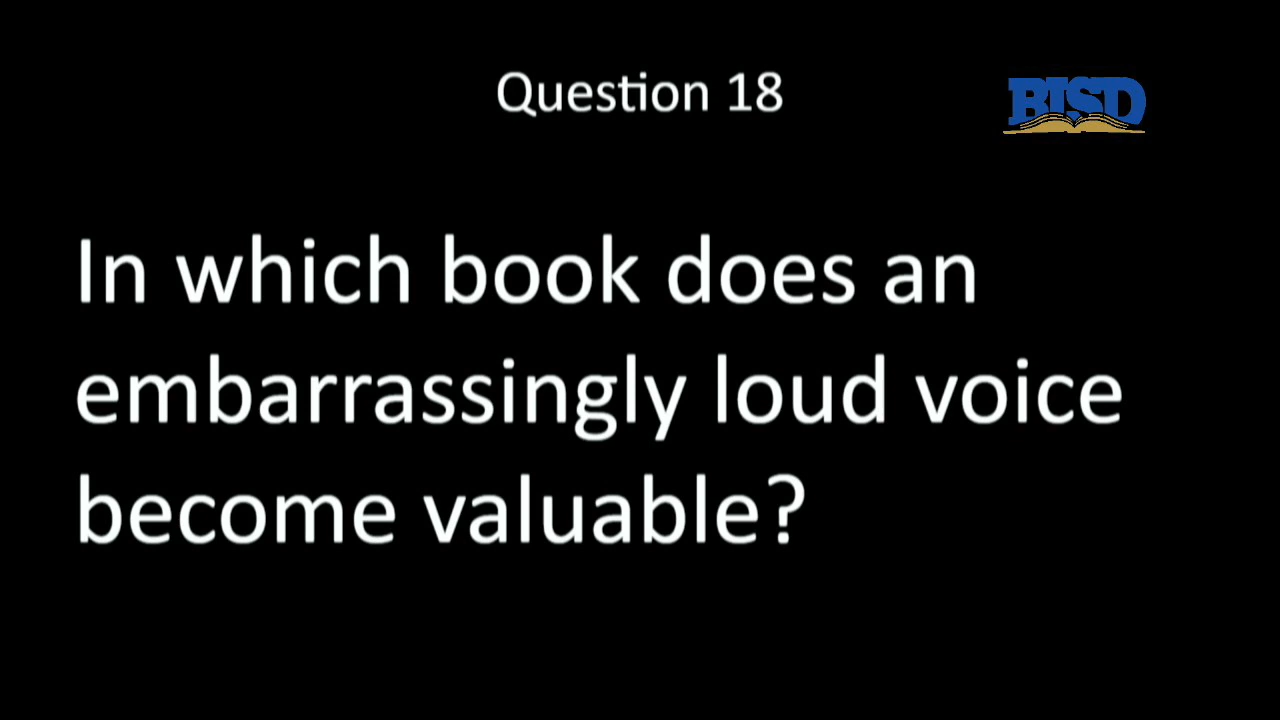 Question 18
BISD
In which book does an
embarrassingly loud voice
become valuable?